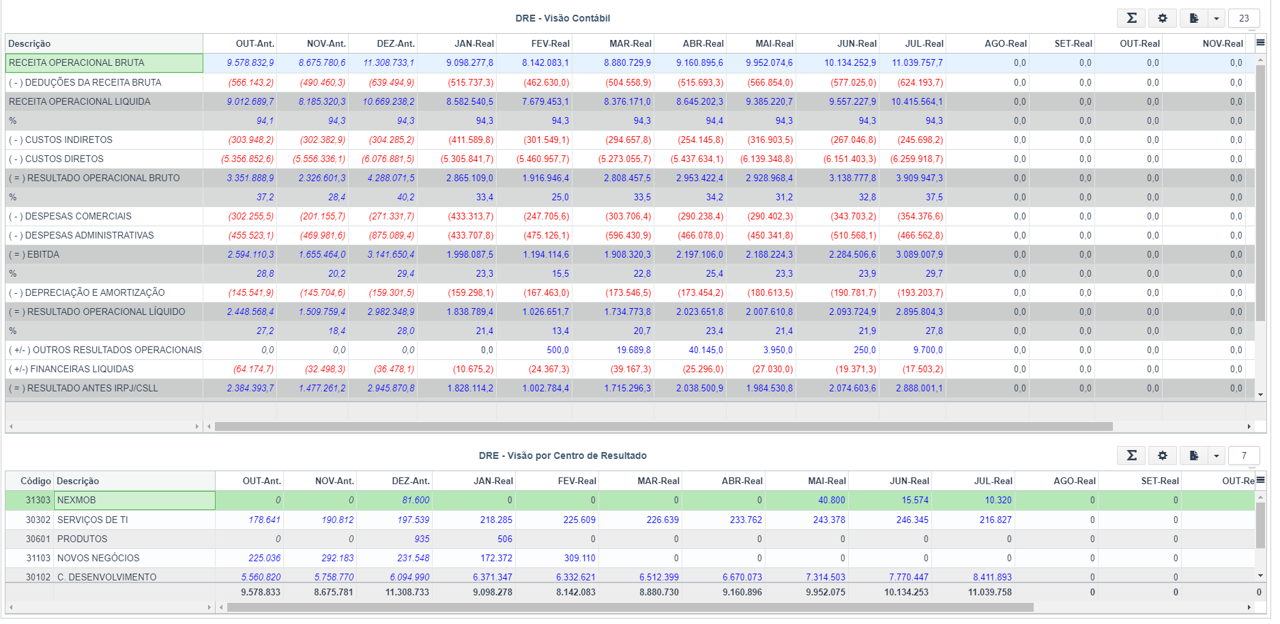 DRE - Visão Contábil
23
Descrição OUT-Ant. NOV-Ant. DEZ-Ant. JAN-Real FEV-Real MAR-Real ABR-Real MAI-Real JUN-Real JUL-Real AGO-Real SET-Real OUT-Real NOV-Real
RECEITA OPERACIONAL BRUTA 9.578.832,9 8.675.780,6 11.308.733,1 9.098.277,8 8.142.083,1 8.880.729,9 9.160.895,6 9.952.074,6 10.134.252,9 11.039.757,7 0,0 0,0 0,0 0,0
( - ) DEDUÇÕES DA RECEITA BRUTA (566.143,2) (490.460,3) (639.494,9) (515.737,3) (462.630,0) (504.558,9) (515.693,3) (566.854,0) (577.025,0) (624.193,7) 0,0 0,0 0,0 0,0
RECEITA OPERACIONAL LIQUIDA 9.012.689,7 8.185.320,3 10.669.238,2 8.582.540,5 7.679.453,1 8.376.171,0 8.645.202,3 9.385.220,7 9.557.227,9 10.415.564,1 0,0 0,0 0,0 0,0
% 94,1 94,3 94,3 94,3 94,3 94,3 94,4 94,3 94,3 94,3 0,0 0,0 0,0 0,0
( - ) CUSTOS INDIRETOS (303.948,2) (302.382,9) (304.285,2) (411.589,8) (301.549,1) (294.657,8) (254.145,8) (316.903,5) (267.046,8) (245.698,2) 0,0 0,0 0,0 0,0
( - ) CUSTOS DIRETOS (5.356.852,6) (5.556.336,1) (6.076.881,5) (5.305.841,7) (5.460.957,7) (5.273.055,7) (5.437.634,1) (6.139.348,8) (6.151.403,3) (6.259.918,7) 0,0 0,0 0,0 0,0
( = ) RESULTADO OPERACIONAL BRUTO 3.351.888,9 2.326.601,3 4.288.071,5 2.865.109,0 1.916.946,4 2.808.457,5 2.953.422,4 2.928.968,4 3.138.777,8 3.909.947,3 0,0 0,0 0,0 0,0
% 37,2 28,4 40,2 33,4 25,0 33,5 34,2 31,2 32,8 37,5 0,0 0,0 0,0 0,0
( - ) DESPESAS COMERCIAIS (302.255,5) (201.155,7) (271.331,7) (433.313,7) (247.705,6) (303.706,4) (290.238,4) (290.402,3) (343.703,2) (354.376,6) 0,0 0,0 0,0 0,0
( - ) DESPESAS ADMINISTRATIVAS (455.523,1) (469.981,6) (875.089,4) (433.707,8) (475.126,1) (596.430,9) (466.078,0) (450.341,8) (510.568,1) (466.562,8) 0,0 0,0 0,0 0,0
( = ) EBITDA 2.594.110,3 1.655.464,0 3.141.650,4 1.998.087,5 1.194.114,6 1.908.320,3 2.197.106,0 2.188.224,3 2.284.506,6 3.089.007,9 0,0 0,0 0,0 0,0
% 28,8 20,2 29,4 23,3 15,5 22,8 25,4 23,3 23,9 29,7 0,0 0,0 0,0 0,0
( - ) DEPRECIAÇÃO E AMORTIZAÇÃO (145.541,9) (145.704,6) (159.301,5) (159.298,1) (167.463,0) (173.546,5) (173.454,2) (180.613,5) (190.781,7) (193.203,7) 0,0 0,0 0,0 0,0
( = ) RESULTADO OPERACIONAL LÍQUIDO 2.448.568,4 1.509.759,4 2.982.348,9 1.838.789,4 1.026.651,7 1.734.773,8 2.023.651,8 2.007.610,8 2.093.724,9 2.895.804,3 0,0 0,0 0,0 0,0
% 27,2 18,4 28,0 21,4 13,4 20,7 23,4 21,4 21,9 27,8 0,0 0,0 0,0 0,0
( +/- ) OUTROS RESULTADOS OPERACIONAIS 0,0 0,0 0,0 0,0 500,0 19.689,8 40.145,0 3.950,0 250,0 9.700,0 0,0 0,0 0,0 0,0
( +/-) FINANCEIRAS LIQUIDAS (64.174,7) (32.498,3) (36.478,1) (10.675,2) (24.367,3) (39.167,3) (25.296,0) (27.030,0) (19.371,3) (17.503,2) 0,0 0,0 0,0 0,0
( = ) RESULTADO ANTES IRPJ/CSLL 2.384.393,7 1.477.261,2 2.945.870,8 1.828.114,2 1.002.784,4 1.715.296,3 2.038.500,9 1.984.530,8 2.074.603,6 2.888.001,1 0,0 0,0 0,0 0,0
DRE - Visão por Centro de Resultado
7
Código Descrição OUT-Ant. NOV-Ant. DEZ-Ant. JAN-Real FEV-Real MAR-Real ABR-Real MAI-Real JUN-Real JUL-Real AGO-Real SET-Real OUT-Re
31303 NEXMOB 0 0 81.600 0 0 0 0 40.800 15.574 10.320 0 0
30302 SERVIÇOS DE TI 178.641 190.812 197.539 218.285 225.609 226.639 233.762 243.378 246.345 216.827 0 0
30601 PRODUTOS 0 0 935 506 0 0 0 0 0 0 0 0
31103 NOVOS NEGÓCIOS 225.036 292.183 231.548 172.372 309.110 0 0 0 0 0 0 0
30102 C. DESENVOLVIMENTO 5.560.820 5.758.770 6.094.990 6.371.347 6.332.621 6.512.399 6.670.073 7.314.503 7.770.447 8.411.893 0 0
9.578.833 8.675.781 11.308.733 9.098.278 8.142.083 8.880.730 9.160.896 9.952.075 10.134.253 11.039.758 0 0 0